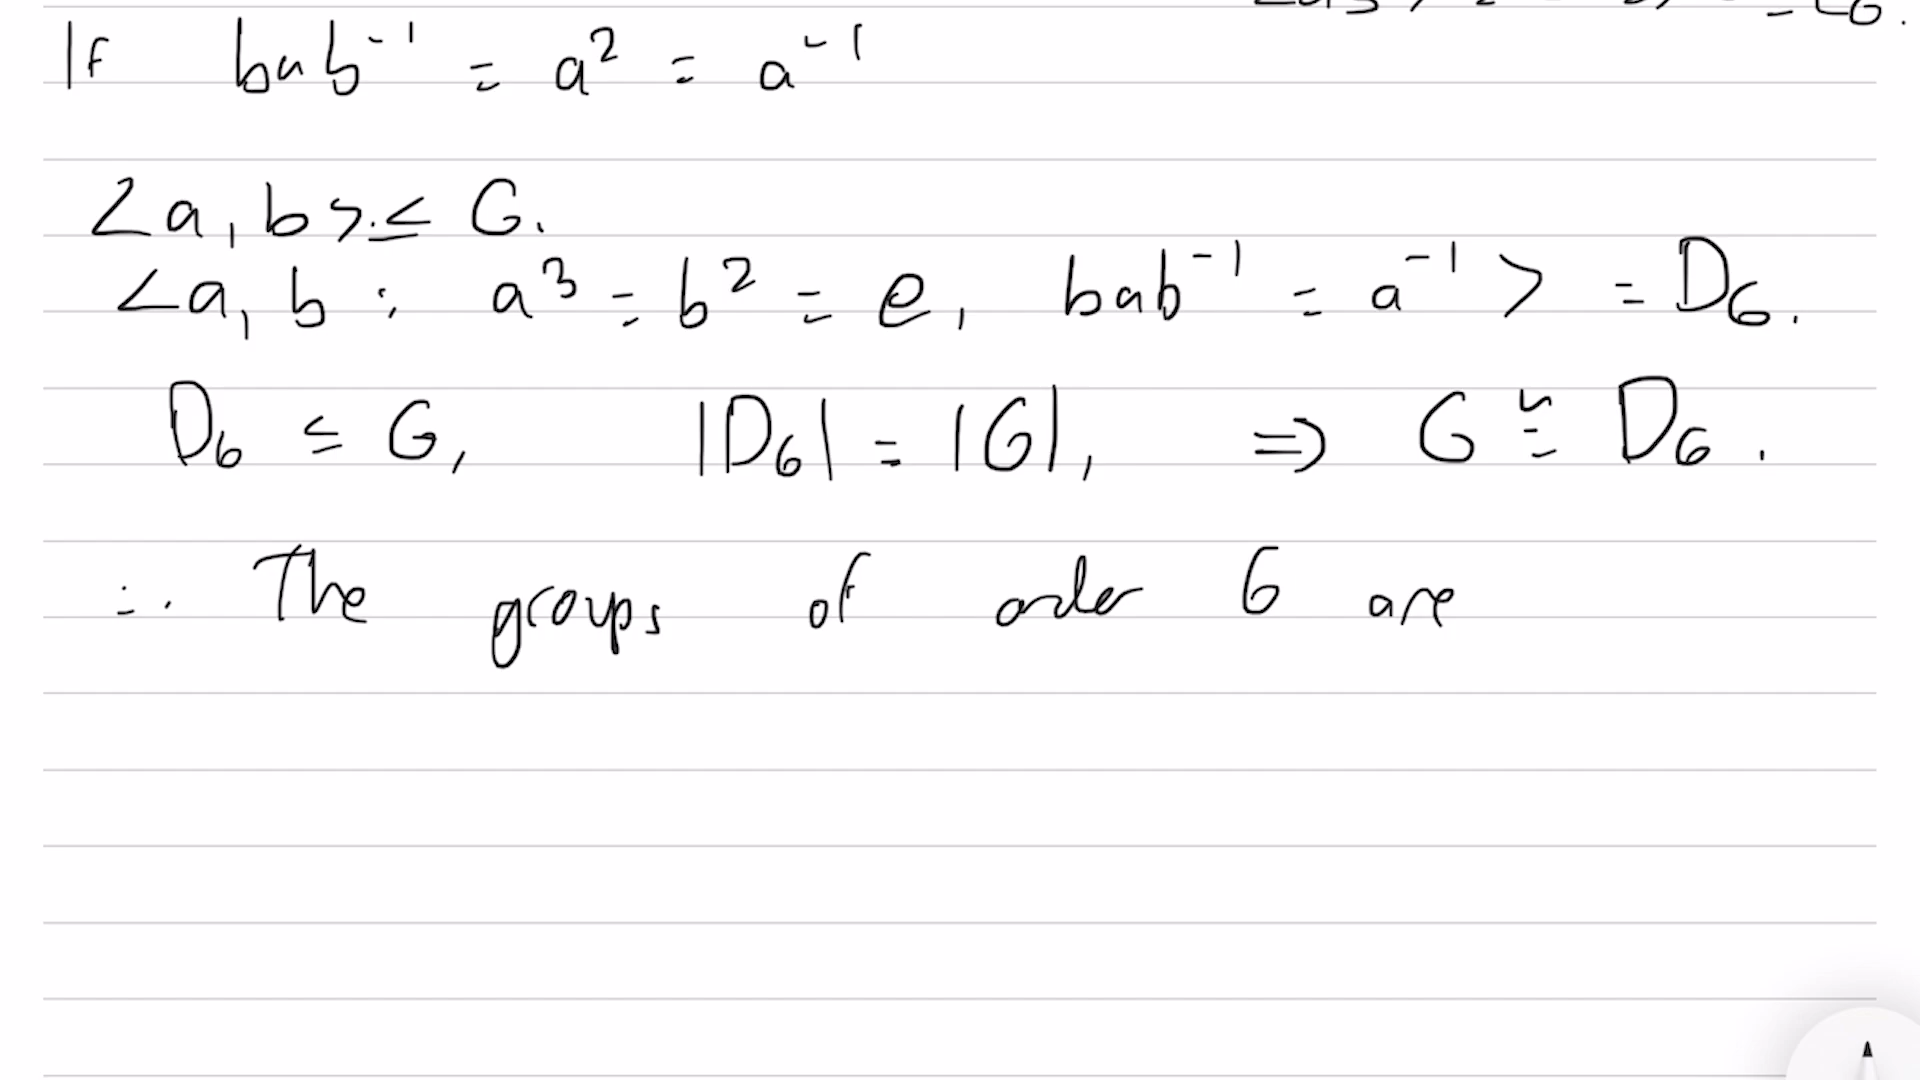 = C6.
If bab⁻¹ = a² = a⁻¹
<a, b> ≤ G.
<a, b : a³ = b² = e, bab⁻¹ = a⁻¹> = D6.
D6 ≤ G, |D6| = |G|, ⇒ G ≅ D6.
∴ The groups of order 6 are